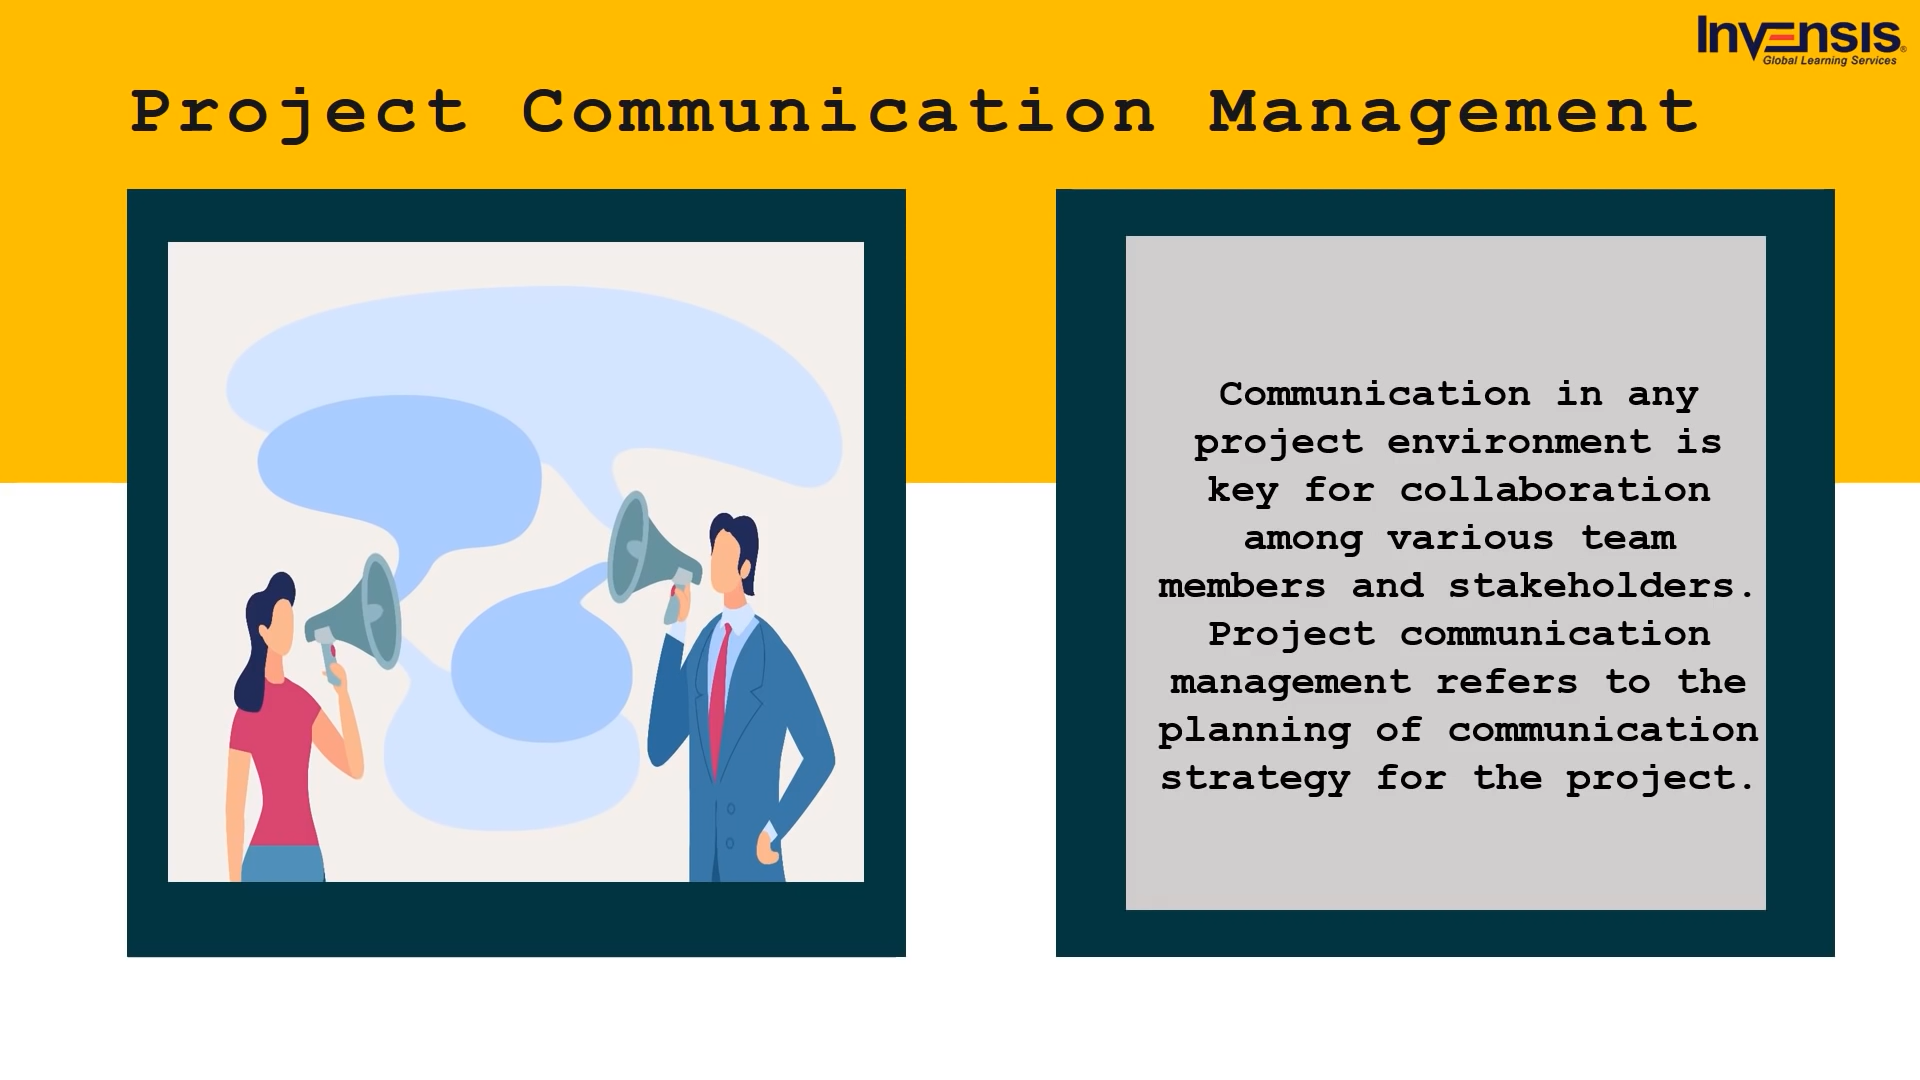 Invensis®
Global Learning Services
Project Communication Management
Communication in any
project environment is
key for collaboration
among various team
members and stakeholders.
Project communication
management refers to the
planning of communication
strategy for the project.